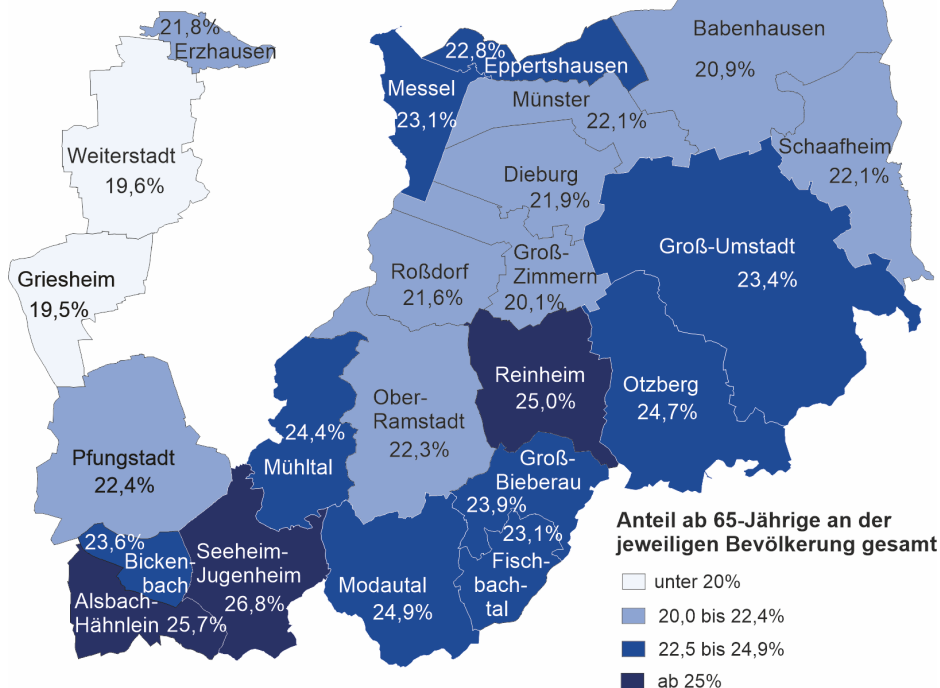 21,8%
Erzhausen
Babenhausen
20,9%
22,8%
Eppertshausen
Messel
23,1%
Münster
22,1%
Weiterstadt
19,6%
Schaafheim
22,1%
Dieburg
21,9%
Groß-Umstadt
23,4%
Griesheim
19,5%
Roßdorf
21,6%
Groß-
Zimmern
20,1%
Reinheim
25,0%
Otzberg
24,7%
Ober-
Ramstadt
22,3%
24,4%
Mühltal
Pfungstadt
22,4%
Groß-
Bieberau
23,9%
23,1%
Fisch-
bach-
tal
23,6%
Bicken-
bach
Seeheim-
Jugenheim
26,8%
Modautal
24,9%
Alsbach-
Hähnlein
25,7%
Anteil ab 65-Jährige an der
jeweiligen Bevölkerung gesamt
unter 20%
20,0 bis 22,4%
22,5 bis 24,9%
ab 25%